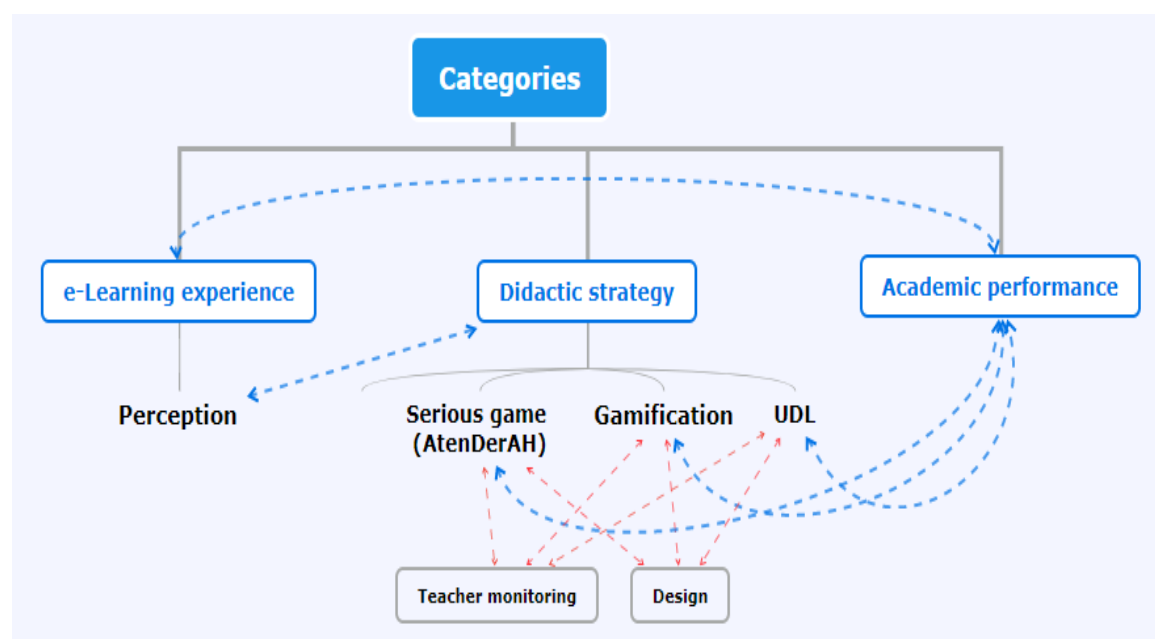 Categories
e-Learning experience
Didactic strategy
Academic performance
Perception
Serious game
(AtenDerAH)
Gamification
UDL
Teacher monitoring
Design